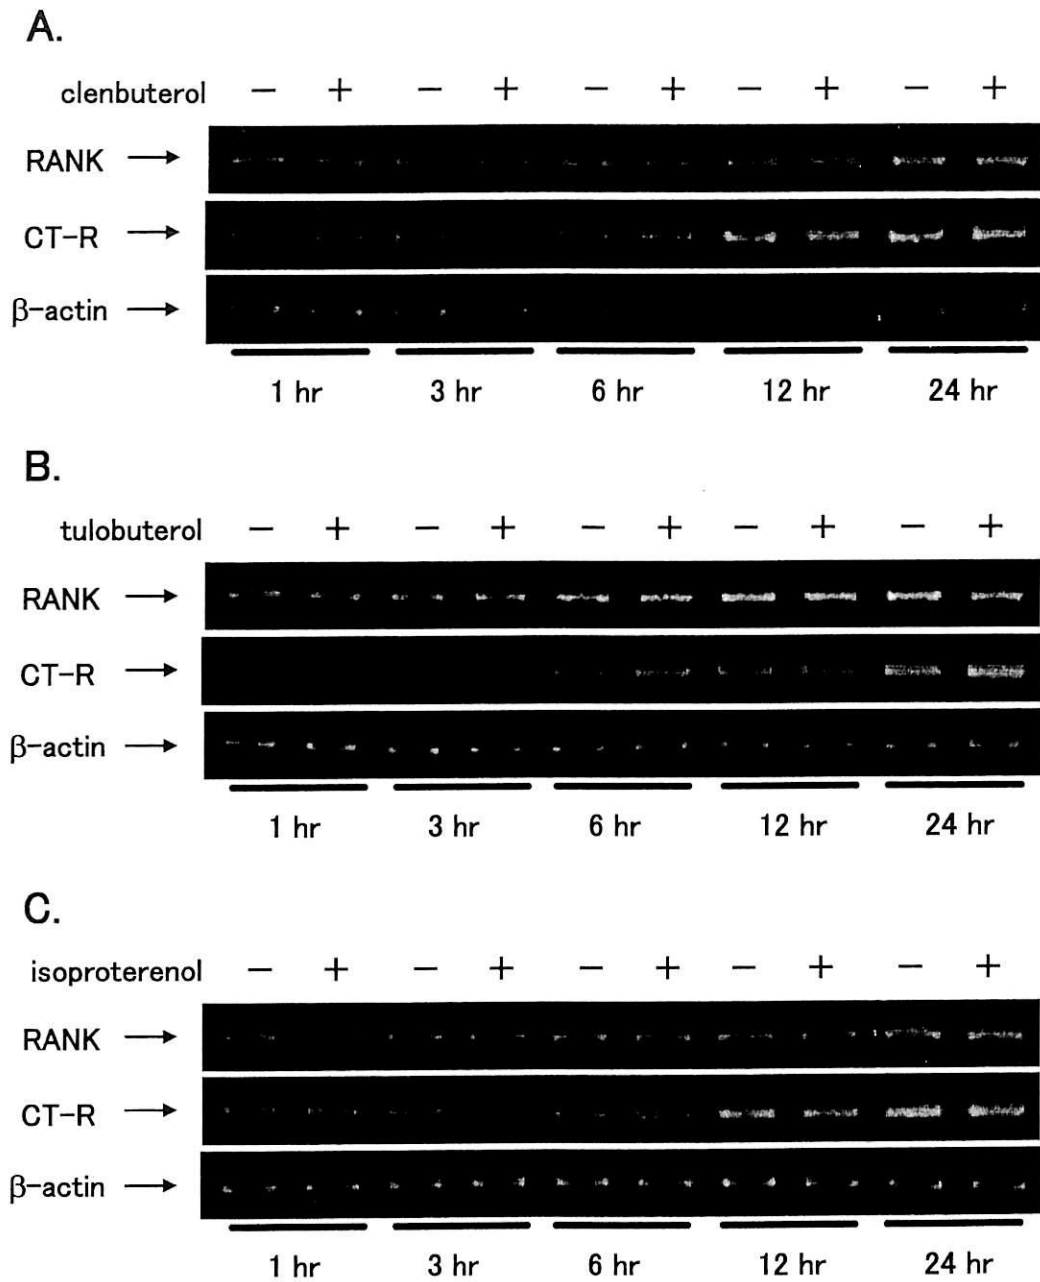 A.
clenbuterol − + − + − + − + − +
RANK →
CT-R →
β-actin →
1 hr 3 hr 6 hr 12 hr 24 hr
B.
tulobuterol − + − + − + − + − +
RANK →
CT-R →
β-actin →
1 hr 3 hr 6 hr 12 hr 24 hr
C.
isoproterenol − + − + − + − + − +
RANK →
CT-R →
β-actin →
1 hr 3 hr 6 hr 12 hr 24 hr